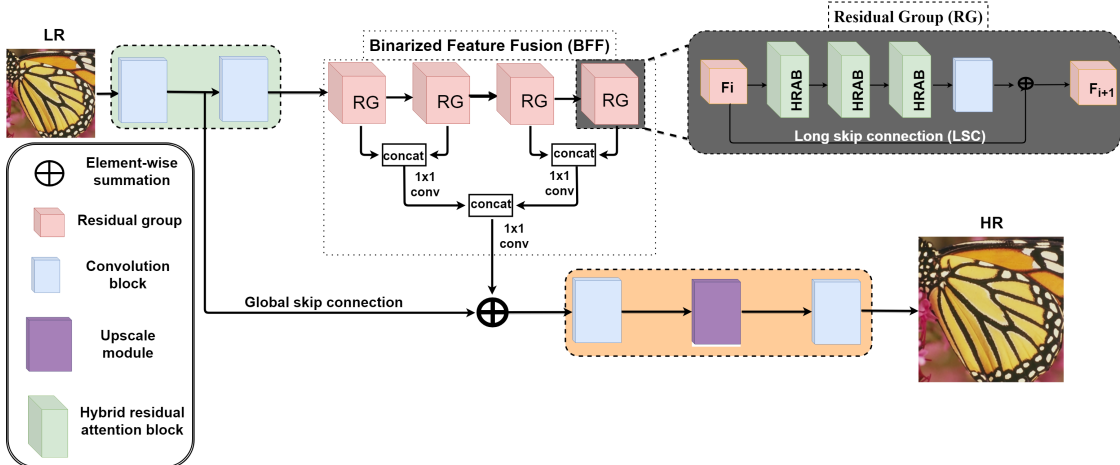 LR
Binarized Feature Fusion (BFF)
RG
RG
RG
RG
concat
concat
1x1
conv
1x1
conv
concat
1x1
conv
Residual Group (RG)
Fi
HRAB
HRAB
HRAB
Fi+1
Long skip connection (LSC)
Element-wise
summation
Residual group
Convolution
block
Upscale
module
Hybrid residual
attention block
Global skip connection
HR